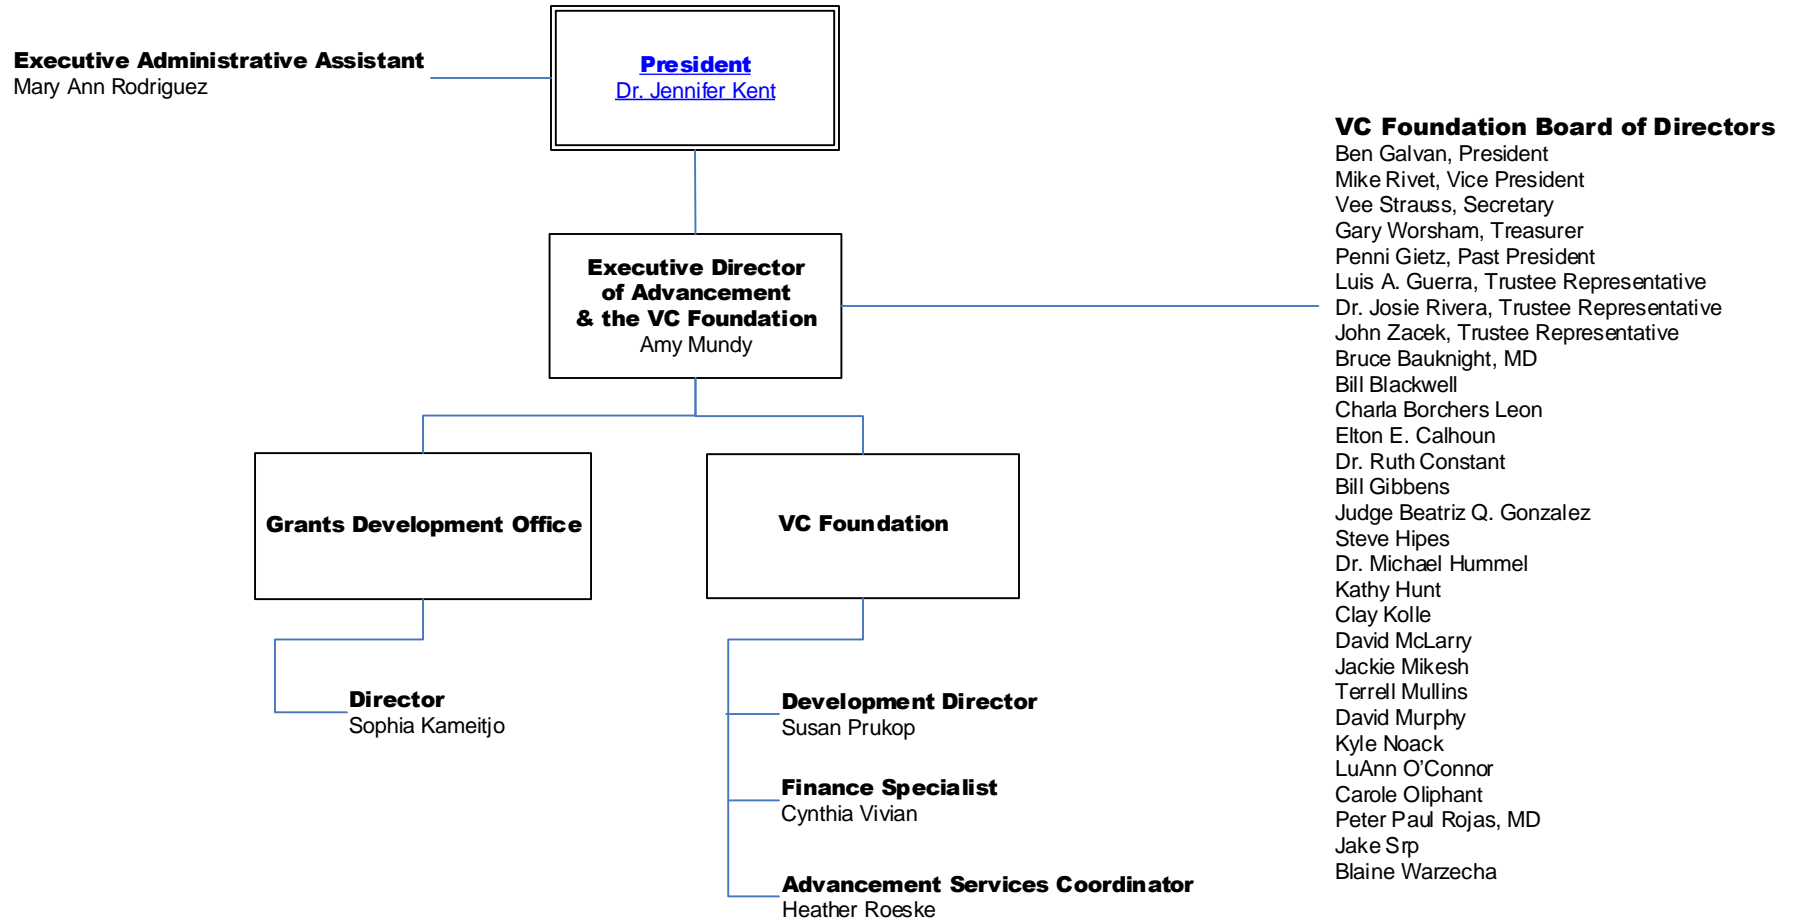 Executive Administrative Assistant
Mary Ann Rodriguez
President
Dr. Jennifer Kent
VC Foundation Board of Directors
Ben Galvan, President
Mike Rivet, Vice President
Vee Strauss, Secretary
Gary Worsham, Treasurer
Penni Gietz, Past President
Luis A. Guerra, Trustee Representative
Dr. Josie Rivera, Trustee Representative
John Zacek, Trustee Representative
Bruce Bauknight, MD
Bill Blackwell
Charla Borchers Leon
Elton E. Calhoun
Dr. Ruth Constant
Bill Gibbens
Judge Beatriz Q. Gonzalez
Steve Hipes
Dr. Michael Hummel
Kathy Hunt
Clay Kolle
David McLarry
Jackie Mikesh
Terrell Mullins
David Murphy
Kyle Noack
LuAnn O’Connor
Carole Oliphant
Peter Paul Rojas, MD
Jake Srp
Blaine Warzecha
Executive Director
of Advancement
& the VC Foundation
Amy Mundy
Grants Development Office
VC Foundation
Director
Sophia Kameitjo
Development Director
Susan Prukop
Finance Specialist
Cynthia Vivian
Advancement Services Coordinator
Heather Roeske